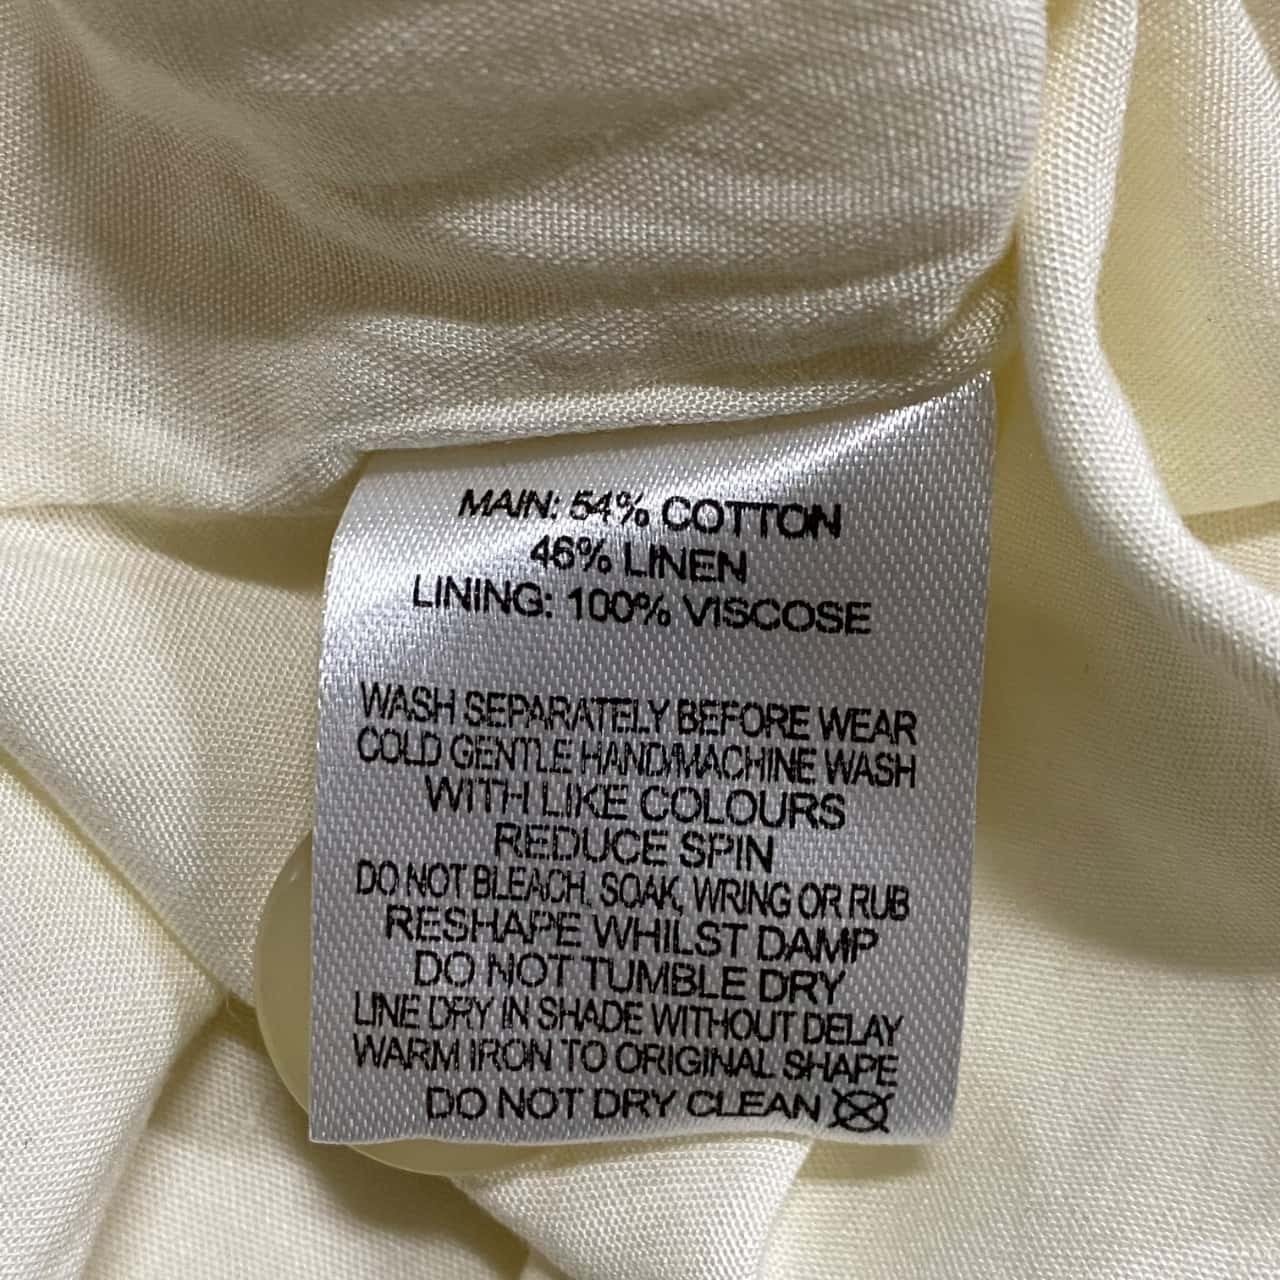 MAIN: 54% COTTON
46% LINEN
LINING: 100% VISCOSE
WASH SEPARATELY BEFORE WEAR
COLD GENTLE HAND/MACHINE WASH
WITH LIKE COLOURS
REDUCE SPIN
DO NOT BLEACH, SOAK, WRING OR RUB
RESHAPE WHILST DAMP
DO NOT TUMBLE DRY
LINE DRY IN SHADE WITHOUT DELAY
WARM IRON TO ORIGINAL SHAPE
DO NOT DRY CLEAN